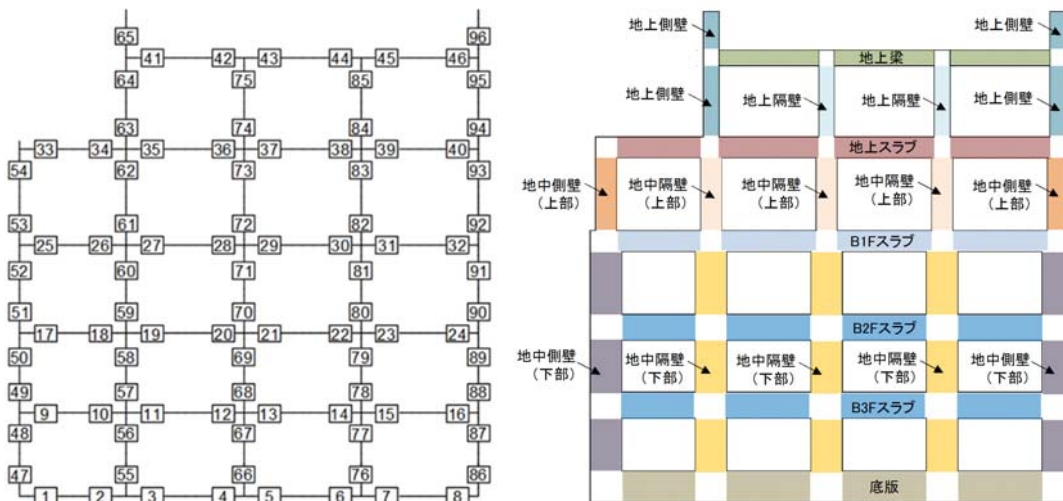 65 96
41 42 43 44 45 46
64 75 85 95
63 74 84 94
33 34 35 36 37 38 39 40
54 62 73 83 93
53 61 72 82 92
25 26 27 28 29 30 31 32
52 60 71 81 91
51 59 70 80 90
17 18 19 20 21 22 23 24
50 58 69 79 89
49 57 68 78 88
9 10 11 12 13 14 15 16
48 56 67 77 87
47 55 66 76 86
1 2 3 4 5 6 7 8
地上側壁 地上側壁
地上梁
地上側壁 地上隔壁 地上隔壁 地上側壁
地上スラブ
地中側壁 地中隔壁 地中隔壁 地中隔壁 地中側壁
(上部) (上部) (上部) (上部) (上部)
B1Fスラブ
B2Fスラブ
地中側壁 地中隔壁 地中隔壁 地中隔壁 地中側壁
(下部) (下部) (下部) (下部) (下部)
B3Fスラブ
底版